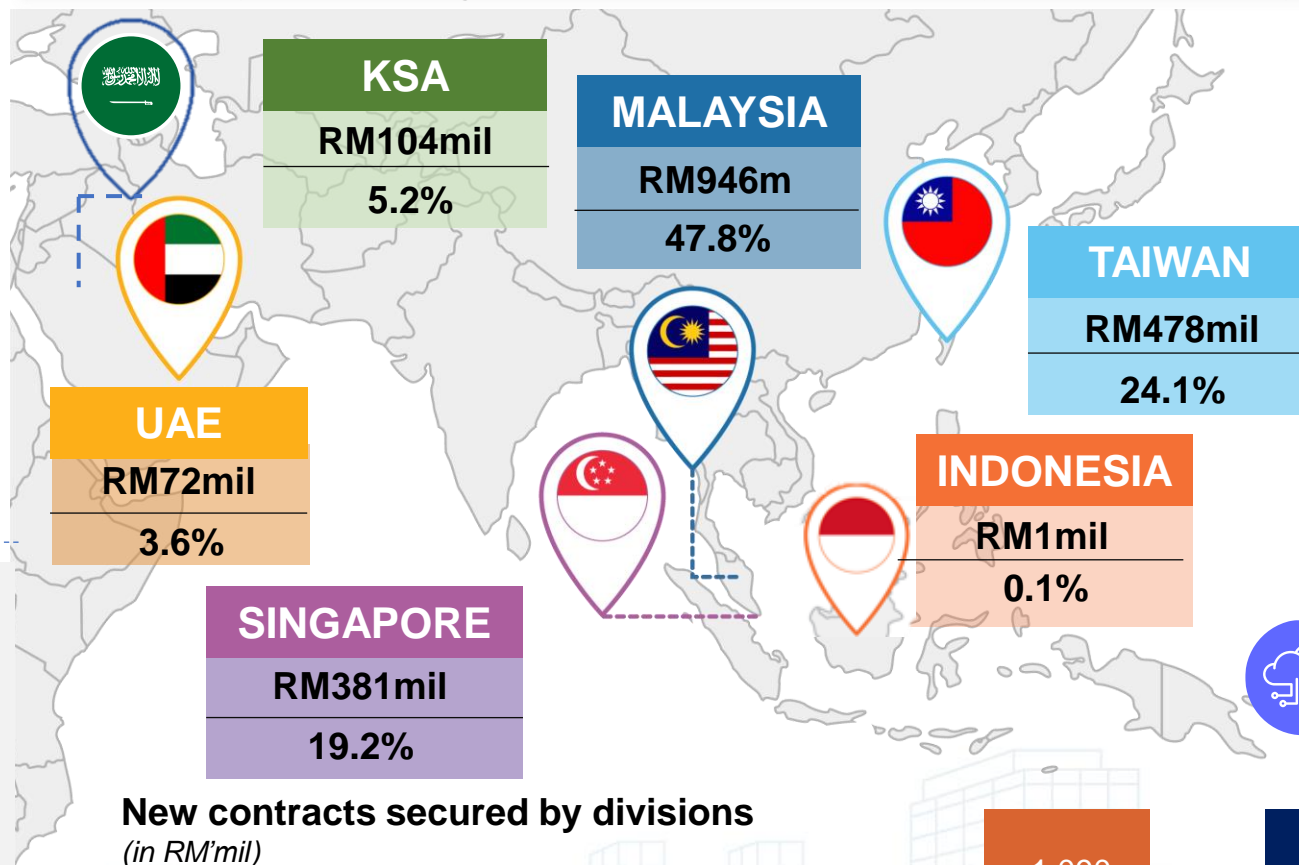 KSA
RM104mil
5.2%
MALAYSIA
RM946m
47.8%
TAIWAN
RM478mil
24.1%
UAE
RM72mil
3.6%
INDONESIA
RM1mil
0.1%
SINGAPORE
RM381mil
19.2%
New contracts secured by divisions
(in RM'mil)